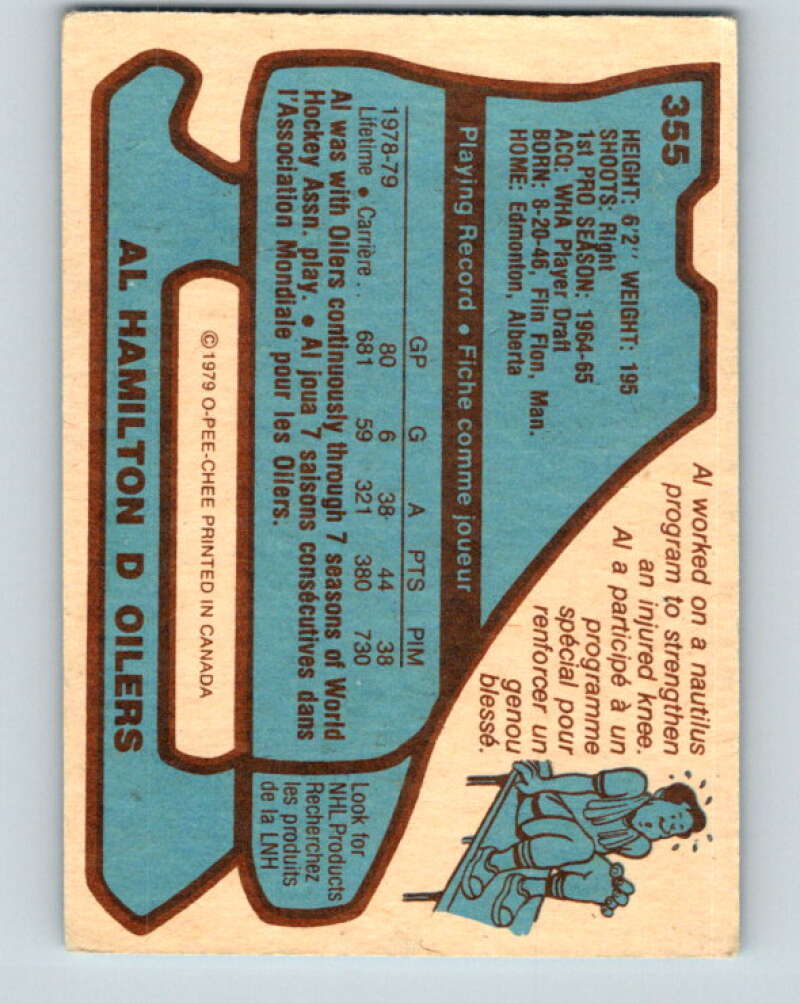 355
HEIGHT: 6'2" WEIGHT: 195
SHOOTS: Right
1st PRO SEASON: 1964-65
ACQ: WHA Player Draft
BORN: 8-20-46, Flin Flon, Man.
HOME: Edmonton, Alberta
Al worked on a nautilus
program to strengthen
an injured knee.
Al a participé à un
programme
spécial pour
renforcer un
genou
blessé.
Playing Record • Fiche comme joueur
GP G A PTS PIM
1978-79 80 6 38 44 38
Lifetime • Carrière .. 681 59 321 380 730
Al was with Oilers continuously through 7 seasons of World
Hockey Assn. play. • Al joua 7 saisons consécutives dans
l'Association Mondiale pour les Oilers.
Look for
NHL Products
Recherchez
les produits
de la LNH
©1979 O-PEE-CHEE PRINTED IN CANADA
AL HAMILTON D OILERS